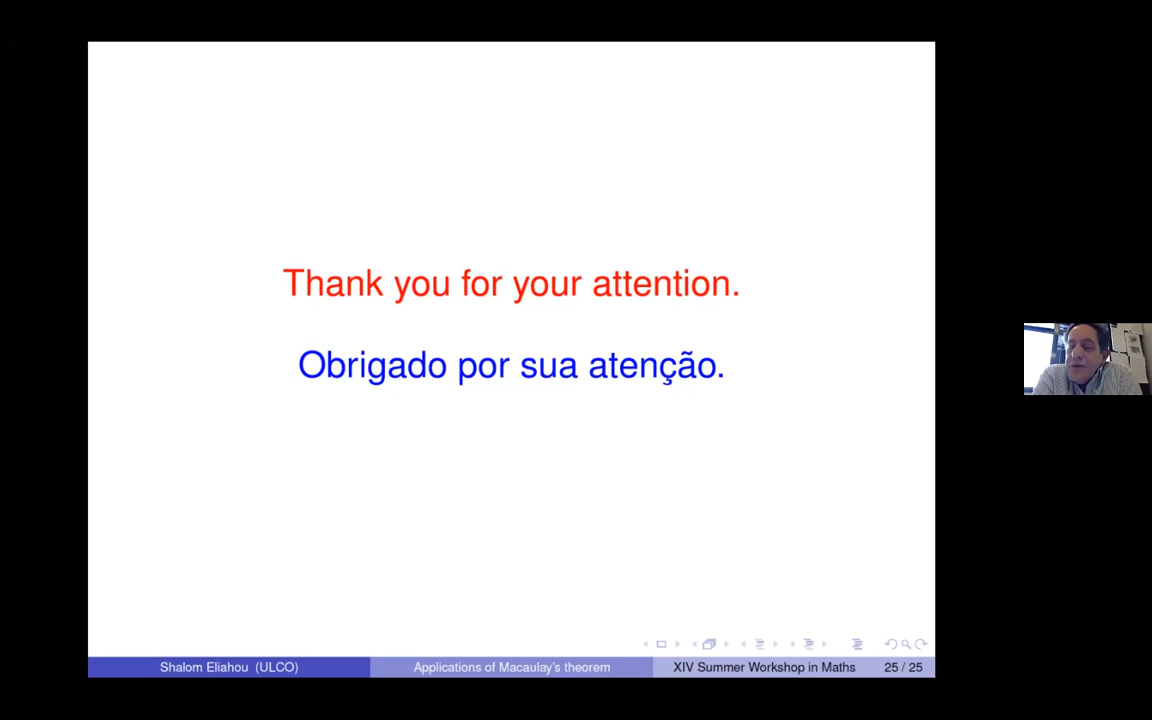 Thank you for your attention.
Obrigado por sua atenção.
Shalom Eliahou (ULCO)
Applications of Macaulay's theorem
XIV Summer Workshop in Maths
25 / 25